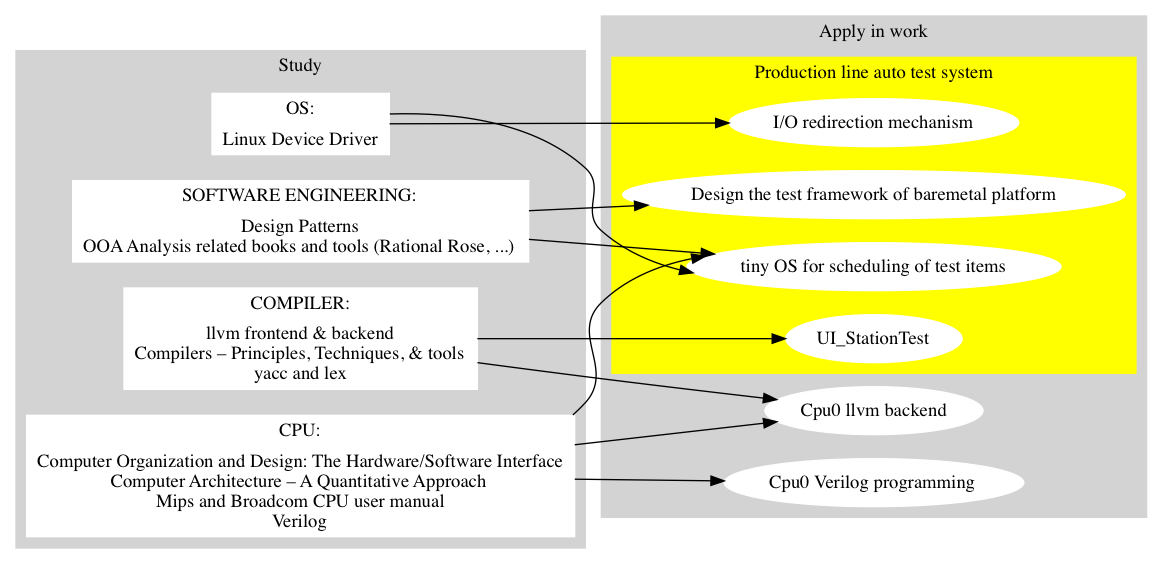 Study
OS:
Linux Device Driver
SOFTWARE ENGINEERING:
Design Patterns
OOA Analysis related books and tools (Rational Rose, ...)
COMPILER:
llvm frontend & backend
Compilers – Principles, Techniques, & tools
yacc and lex
CPU:
Computer Organization and Design: The Hardware/Software Interface
Computer Architecture – A Quantitative Approach
Mips and Broadcom CPU user manual
Verilog
Apply in work
Production line auto test system
I/O redirection mechanism
Design the test framework of baremetal platform
tiny OS for scheduling of test items
UI_StationTest
Cpu0 llvm backend
Cpu0 Verilog programming